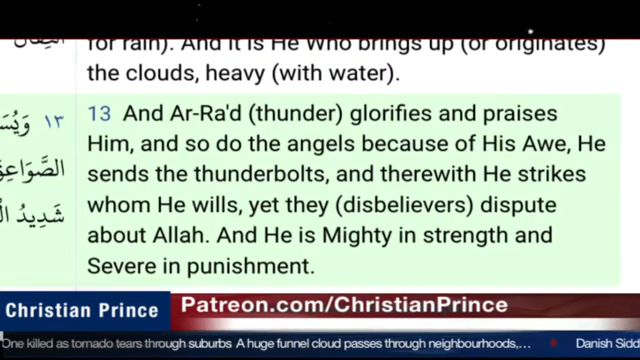 for rain). And it is He Who brings up (or originates)
the clouds, heavy (with water).
13 And Ar-Ra'd (thunder) glorifies and praises
Him, and so do the angels because of His Awe, He
sends the thunderbolts, and therewith He strikes
whom He wills, yet they (disbelievers) dispute
about Allah. And He is Mighty in strength and
Severe in punishment.
١٣
شَدِيدُ
Christian Prince
Patreon.com/ChristianPrince
One killed as tornado tears through suburbs A huge funnel cloud passes through neighbourhoods,... Danish Sidd